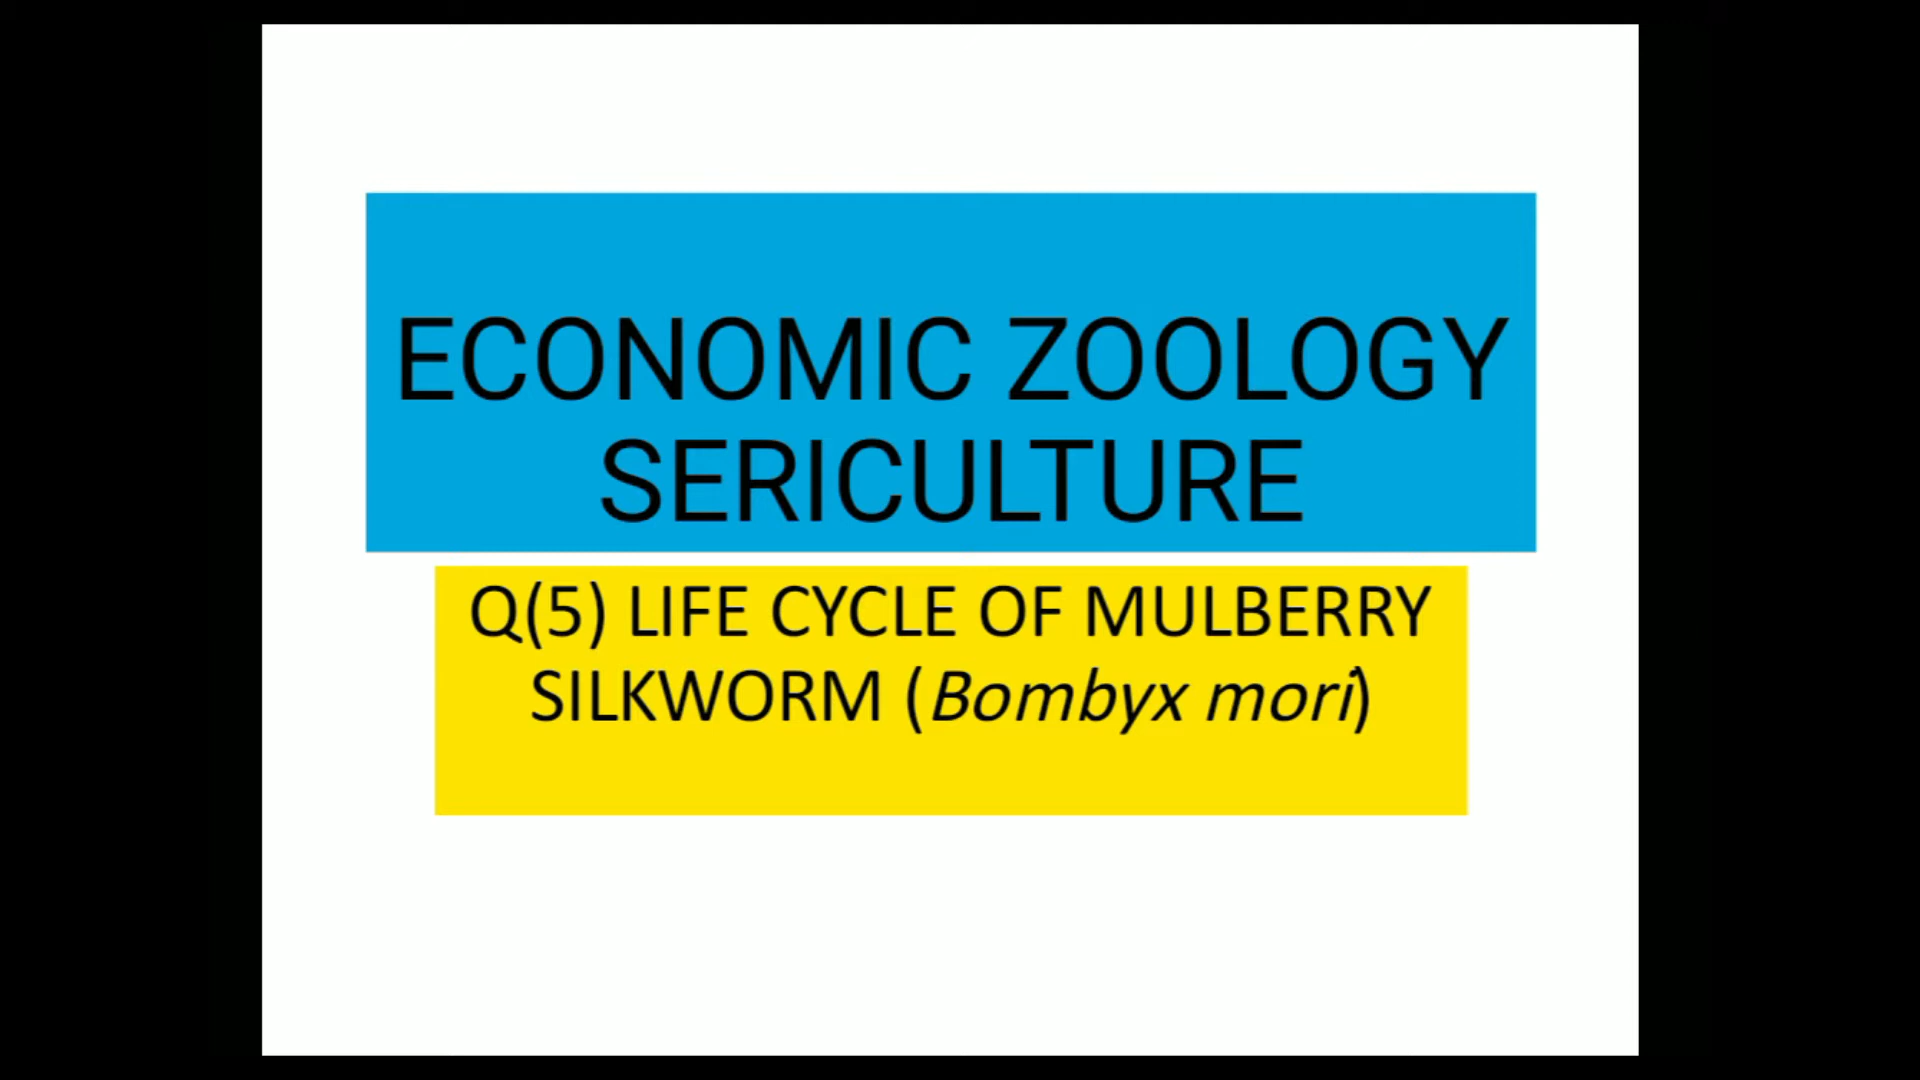 ECONOMIC ZOOLOGY
SERICULTURE
Q(5) LIFE CYCLE OF MULBERRY
SILKWORM (Bombyx mori)